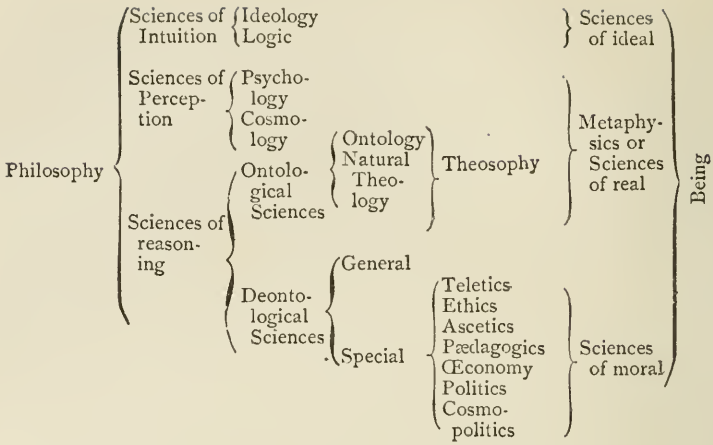 Philosophy
Sciences of
Intuition
Ideology
Logic
Sciences
of ideal
Sciences of
Percep-
tion
Psycho-
logy
Cosmo-
logy
Sciences of
reason-
ing
Ontolo-
gical
Sciences
Ontology
Natural
Theo-
logy
Theosophy
Metaphy-
sics or
Sciences
of real
Deonto-
logical
Sciences
General
Special
Teletics
Ethics
Ascetics
Pædagogics
Œconomy
Politics
Cosmo-
politics
Sciences
of moral
Being